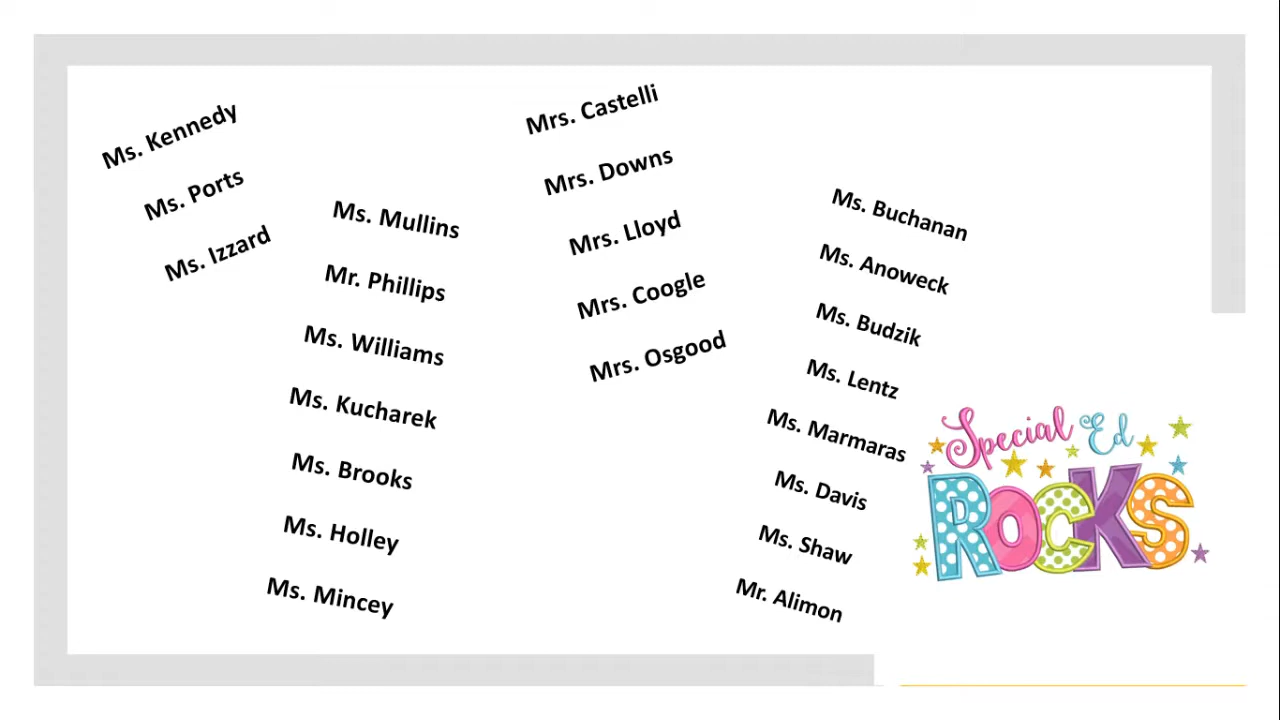 Ms. Kennedy
Ms. Ports
Ms. Izzard
Ms. Mullins
Mr. Phillips
Ms. Williams
Ms. Kucharek
Ms. Brooks
Ms. Holley
Ms. Mincey
Mrs. Castelli
Mrs. Downs
Mrs. Lloyd
Mrs. Coogle
Mrs. Osgood
Ms. Buchanan
Ms. Anoweck
Ms. Budzik
Ms. Lentz
Ms. Marmaras
Ms. Davis
Ms. Shaw
Mr. Alimon
Special Ed
ROCKS